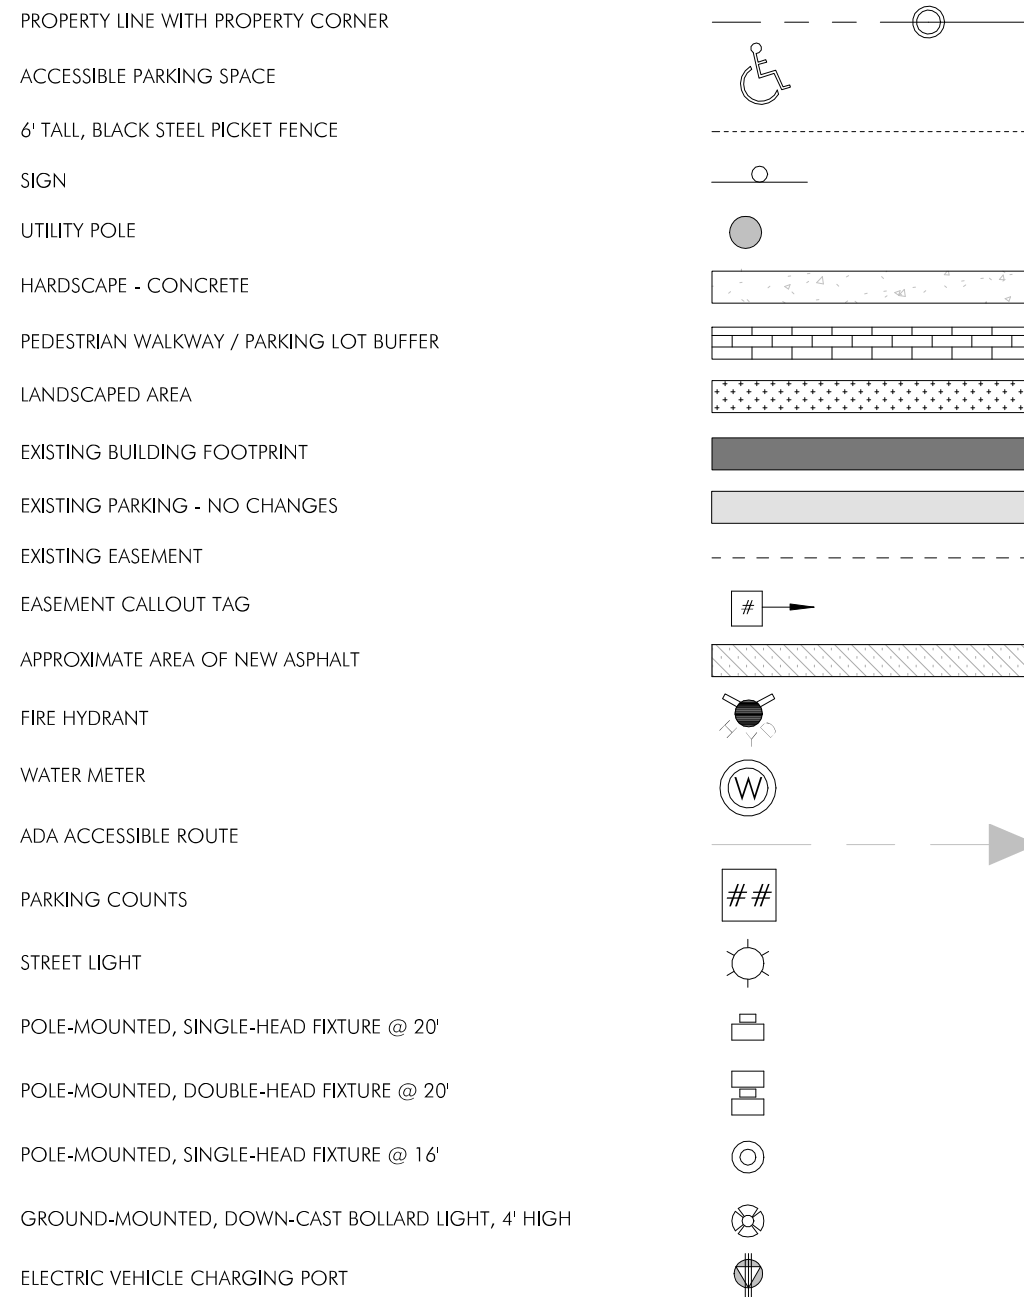 PROPERTY LINE WITH PROPERTY CORNER
ACCESSIBLE PARKING SPACE
6' TALL, BLACK STEEL PICKET FENCE
SIGN
UTILITY POLE
HARDSCAPE - CONCRETE
PEDESTRIAN WALKWAY / PARKING LOT BUFFER
LANDSCAPED AREA
EXISTING BUILDING FOOTPRINT
EXISTING PARKING - NO CHANGES
EXISTING EASEMENT
EASEMENT CALLOUT TAG
#
APPROXIMATE AREA OF NEW ASPHALT
FIRE HYDRANT
HYD
WATER METER
W
ADA ACCESSIBLE ROUTE
PARKING COUNTS
##
STREET LIGHT
POLE-MOUNTED, SINGLE-HEAD FIXTURE @ 20'
POLE-MOUNTED, DOUBLE-HEAD FIXTURE @ 20'
POLE-MOUNTED, SINGLE-HEAD FIXTURE @ 16'
GROUND-MOUNTED, DOWN-CAST BOLLARD LIGHT, 4' HIGH
ELECTRIC VEHICLE CHARGING PORT